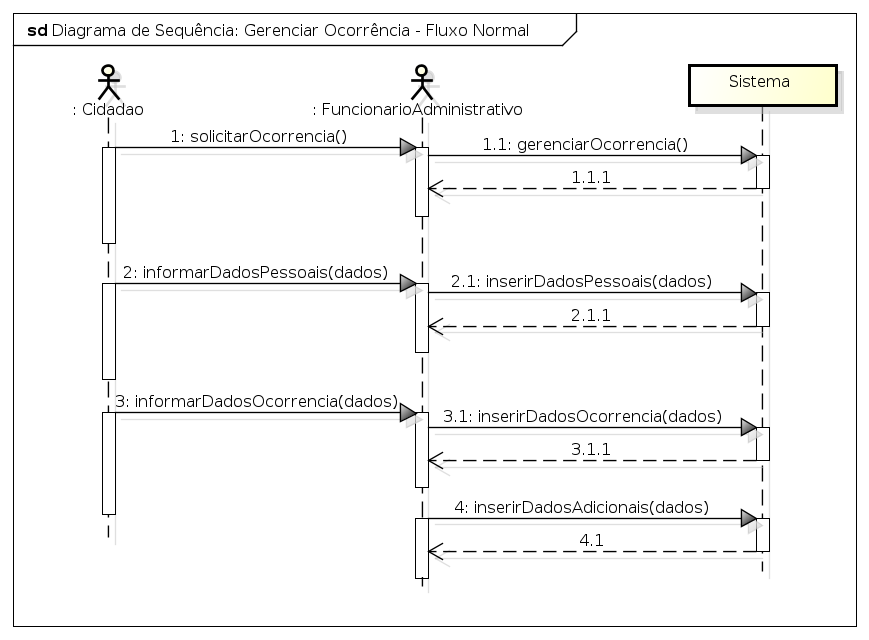 sd Diagrama de Sequência: Gerenciar Ocorrência - Fluxo Normal
: Cidadao
: FuncionarioAdministrativo
Sistema
1: solicitarOcorrencia()
1.1: gerenciarOcorrencia()
1.1.1
2: informarDadosPessoais(dados)
2.1: inserirDadosPessoais(dados)
2.1.1
3: informarDadosOcorrencia(dados)
3.1: inserirDadosOcorrencia(dados)
3.1.1
4: inserirDadosAdicionais(dados)
4.1